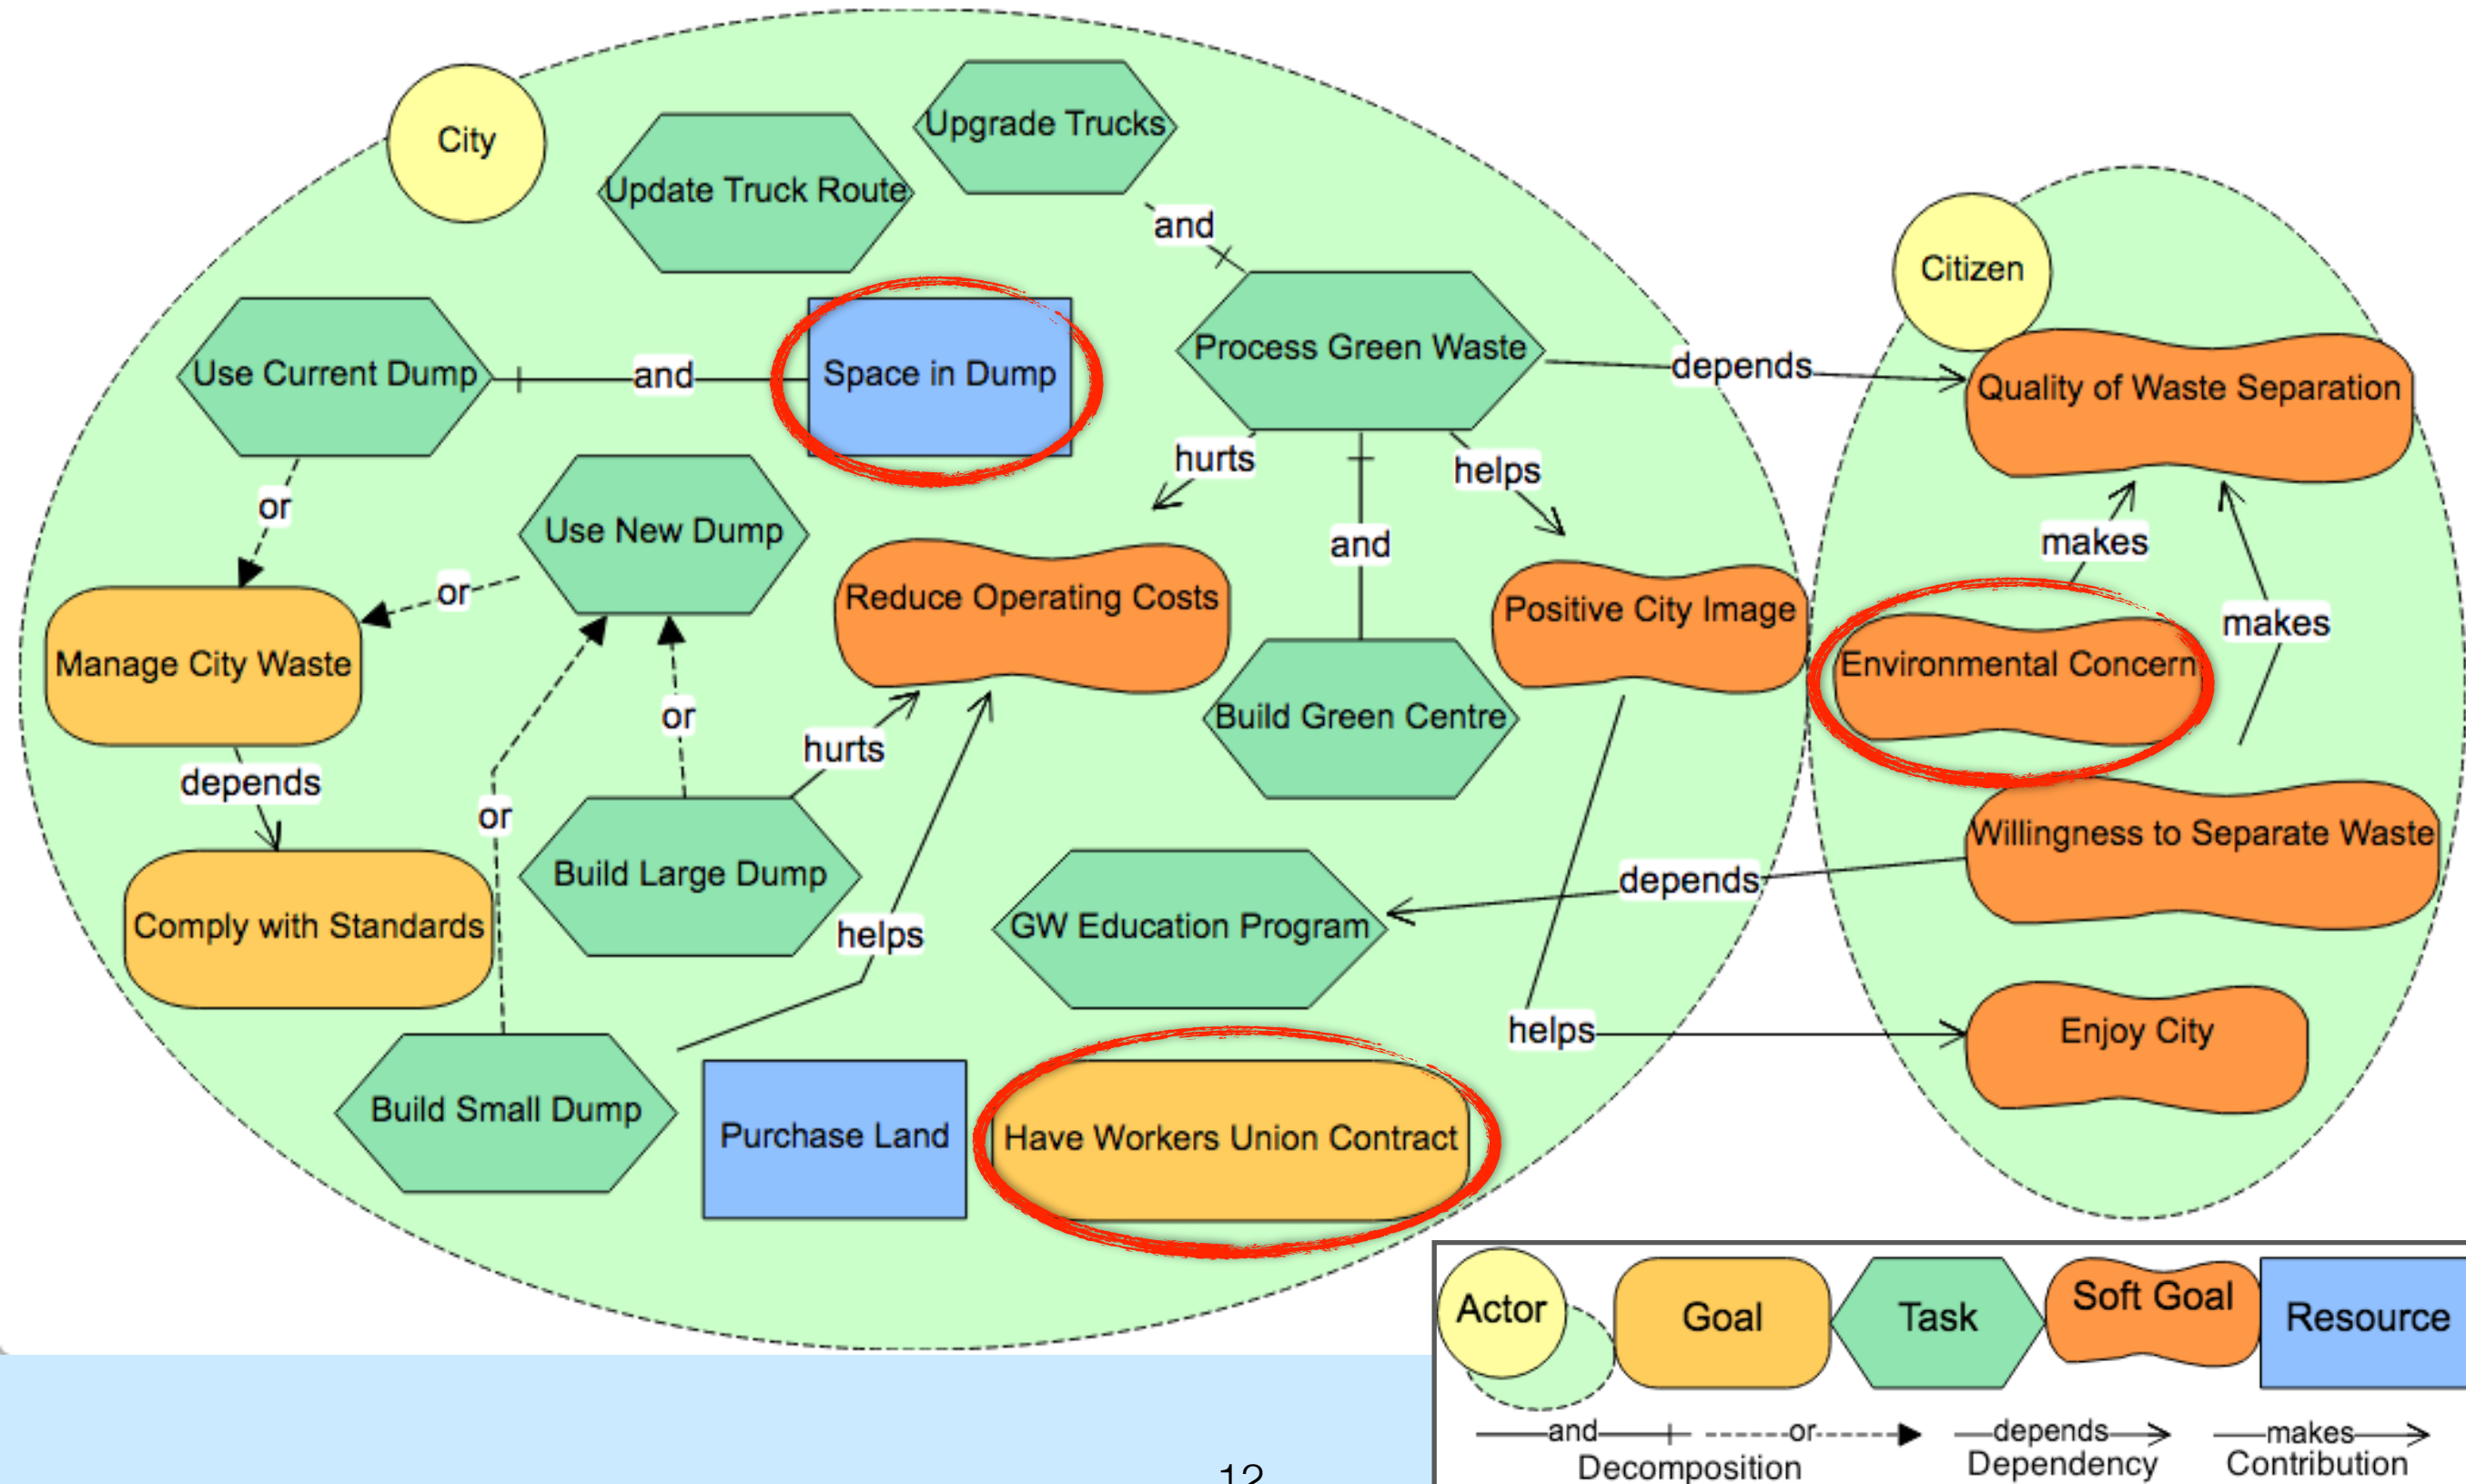 City
Upgrade Trucks
Update Truck Route
and
Citizen
Use Current Dump
and
Space in Dump
Process Green Waste
depends
Quality of Waste Separation
hurts
helps
or
Use New Dump
and
makes
or
Reduce Operating Costs
Positive City Image
makes
Manage City Waste
Environmental Concern
or
Build Green Centre
hurts
depends
or
Willingness to Separate Waste
Build Large Dump
depends
Comply with Standards
helps
GW Education Program
helps
Enjoy City
Build Small Dump
Purchase Land
Have Workers Union Contract
Actor
Goal
Task
Soft Goal
Resource
and
or
depends
makes
Decomposition
Dependency
Contribution
12